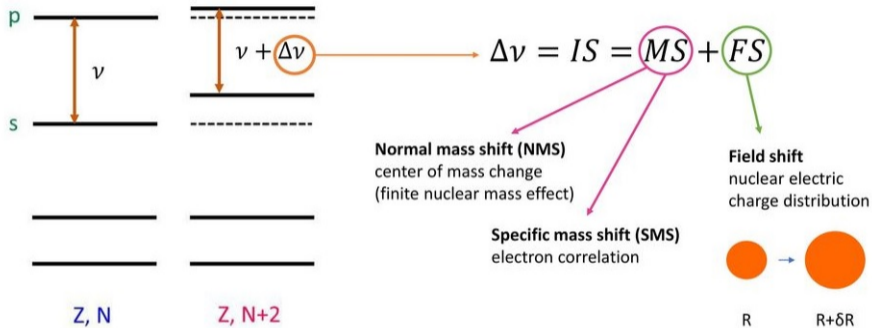 p
s
ν
ν + Δν
Δν = IS = MS + FS
Normal mass shift (NMS)
center of mass change
(finite nuclear mass effect)
Specific mass shift (SMS)
electron correlation
Field shift
nuclear electric
charge distribution
R
R+δR
Z, N
Z, N+2